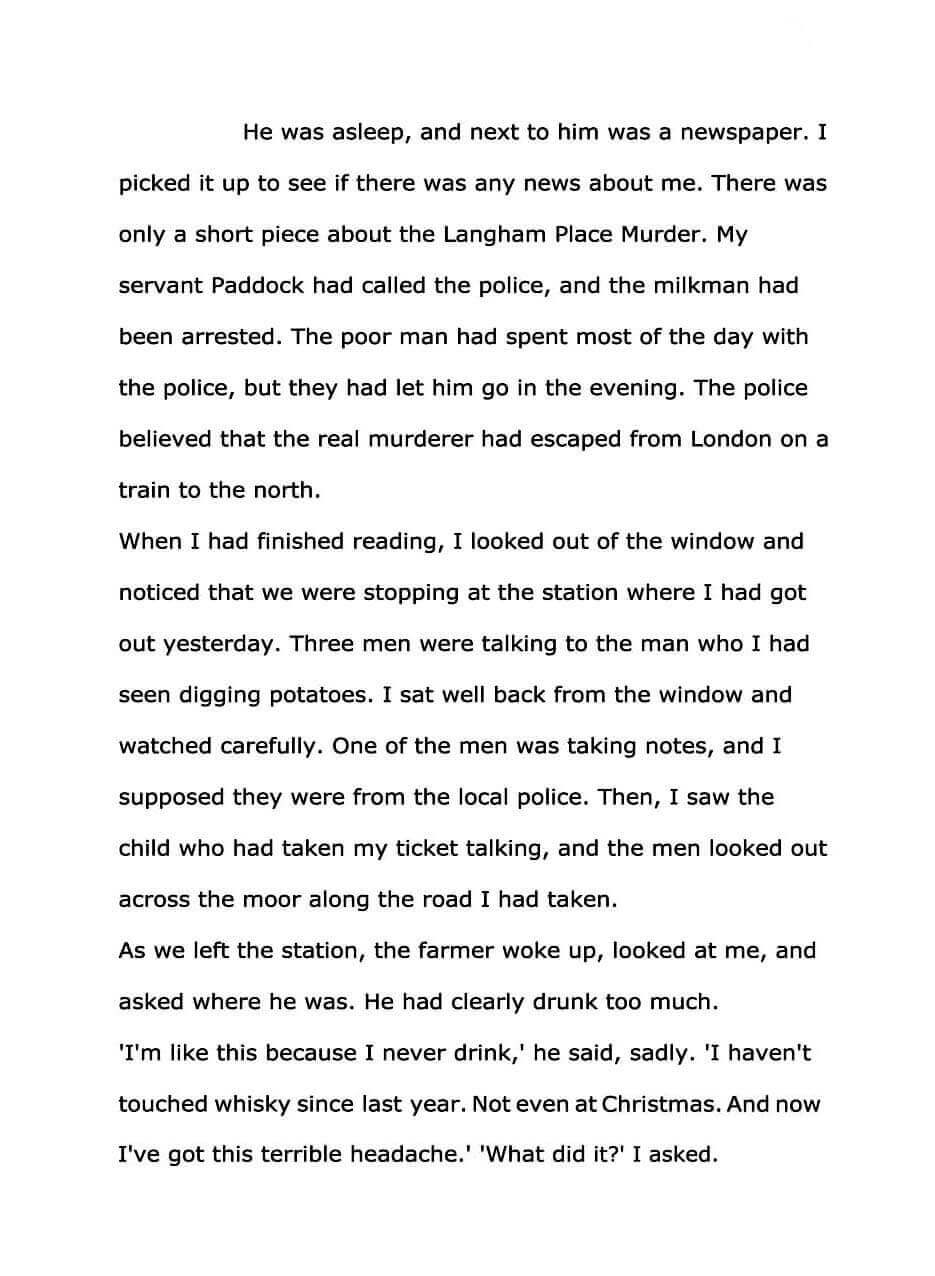 He was asleep, and next to him was a newspaper. I
picked it up to see if there was any news about me. There was
only a short piece about the Langham Place Murder. My
servant Paddock had called the police, and the milkman had
been arrested. The poor man had spent most of the day with
the police, but they had let him go in the evening. The police
believed that the real murderer had escaped from London on a
train to the north.
When I had finished reading, I looked out of the window and
noticed that we were stopping at the station where I had got
out yesterday. Three men were talking to the man who I had
seen digging potatoes. I sat well back from the window and
watched carefully. One of the men was taking notes, and I
supposed they were from the local police. Then, I saw the
child who had taken my ticket talking, and the men looked out
across the moor along the road I had taken.
As we left the station, the farmer woke up, looked at me, and
asked where he was. He had clearly drunk too much.
'I'm like this because I never drink,' he said, sadly. 'I haven't
touched whisky since last year. Not even at Christmas. And now
I've got this terrible headache.' 'What did it?' I asked.